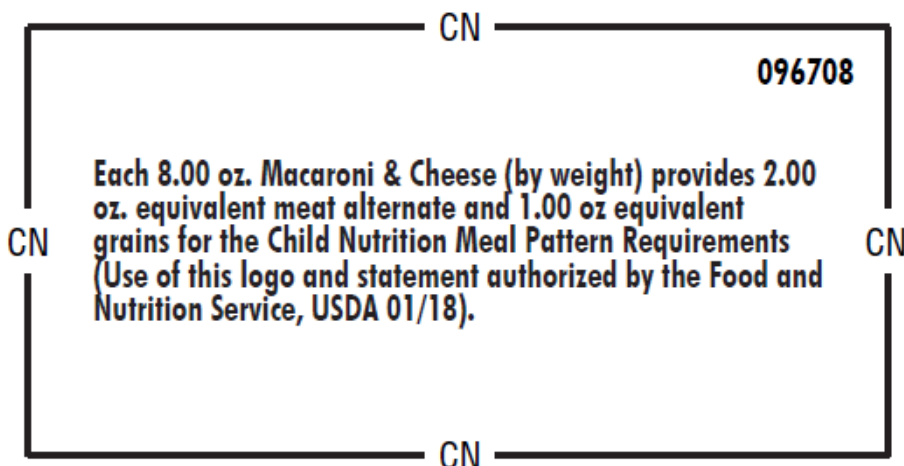 CN
096708
Each 8.00 oz. Macaroni & Cheese (by weight) provides 2.00
oz. equivalent meat alternate and 1.00 oz equivalent
grains for the Child Nutrition Meal Pattern Requirements
CN CN
(Use of this logo and statement authorized by the Food and
Nutrition Service, USDA 01/18).
CN